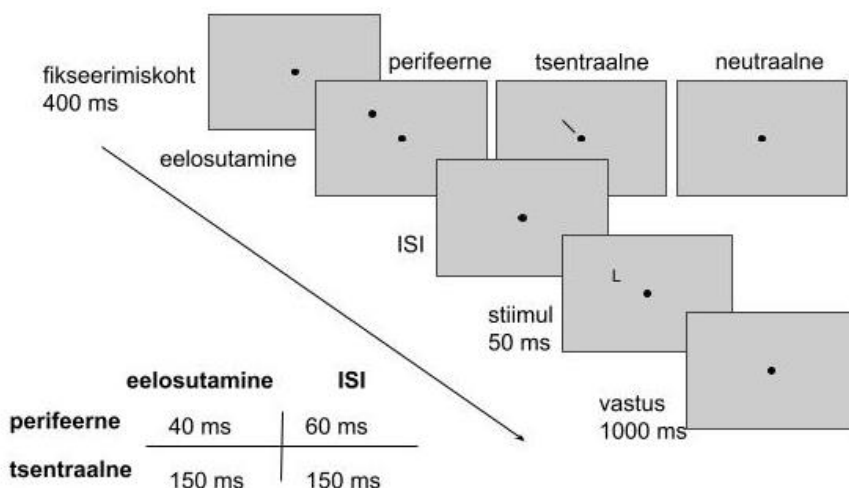 fikseerimiskoht
400 ms
perifeerne
tsentraalne
neutraalne
eelosutamine
ISI
L
stiimul
50 ms
vastus
1000 ms
eelosutamine ISI
perifeerne 40 ms 60 ms
tsentraalne 150 ms 150 ms